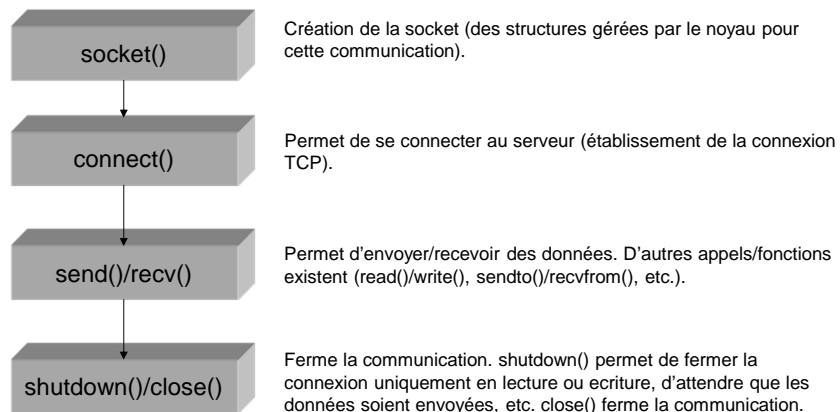 socket()
Création de la socket (des structures gérées par le noyau pour
cette communication).
connect()
Permet de se connecter au serveur (établissement de la connexion
TCP).
send()/recv()
Permet d'envoyer/recevoir des données. D'autres appels/fonctions
existent (read()/write(), sendto()/recvfrom(), etc.).
shutdown()/close()
Ferme la communication. shutdown() permet de fermer la
connexion uniquement en lecture ou ecriture, d'attendre que les
données soient envoyées, etc. close() ferme la communication.